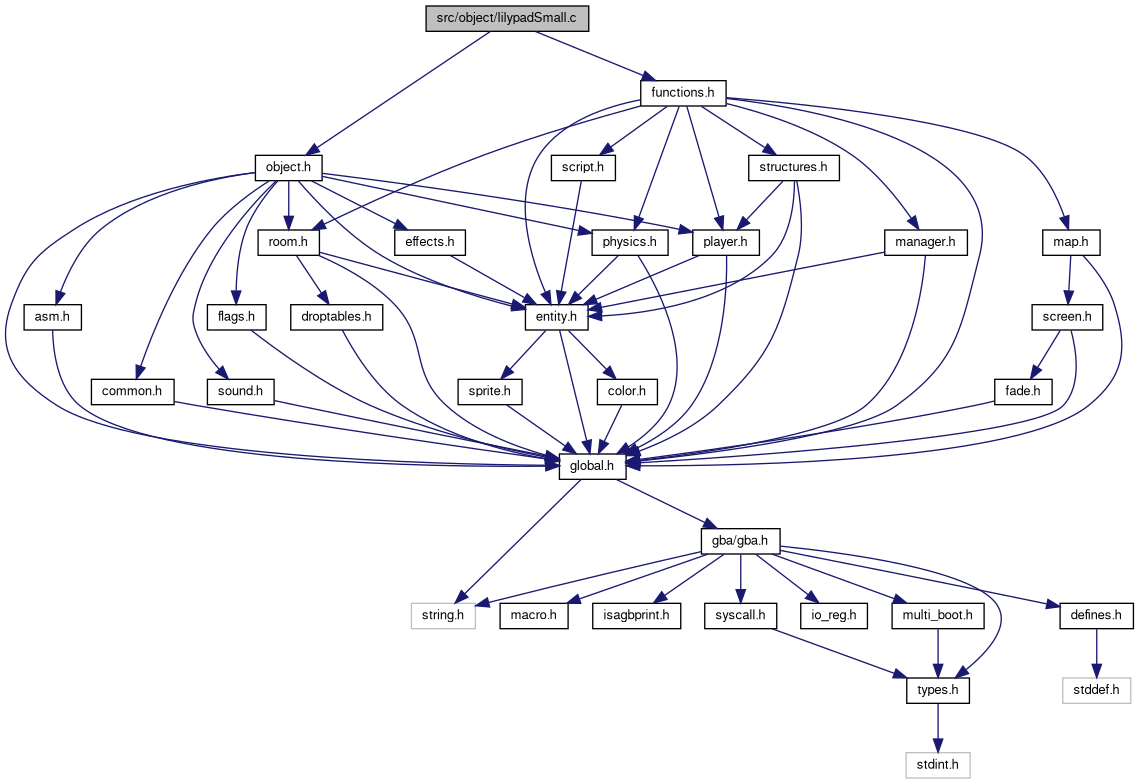 src/object/lilypadSmall.c
functions.h
object.h
script.h
structures.h
room.h
effects.h
physics.h
player.h
manager.h
map.h
asm.h
flags.h
droptables.h
entity.h
screen.h
common.h
sound.h
sprite.h
color.h
fade.h
global.h
gba/gba.h
string.h
macro.h
isagbprint.h
syscall.h
io_reg.h
multi_boot.h
defines.h
types.h
stddef.h
stdint.h